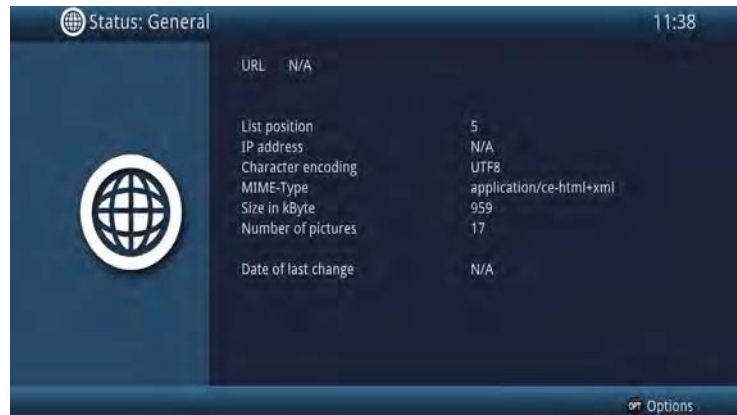 Status: General 11:38
URL N/A
List position 5
IP address N/A
Character encoding UTF8
MIME-Type application/ce-html+xml
Size in kByte 959
Number of pictures 17
Date of last change N/A
OPT Options